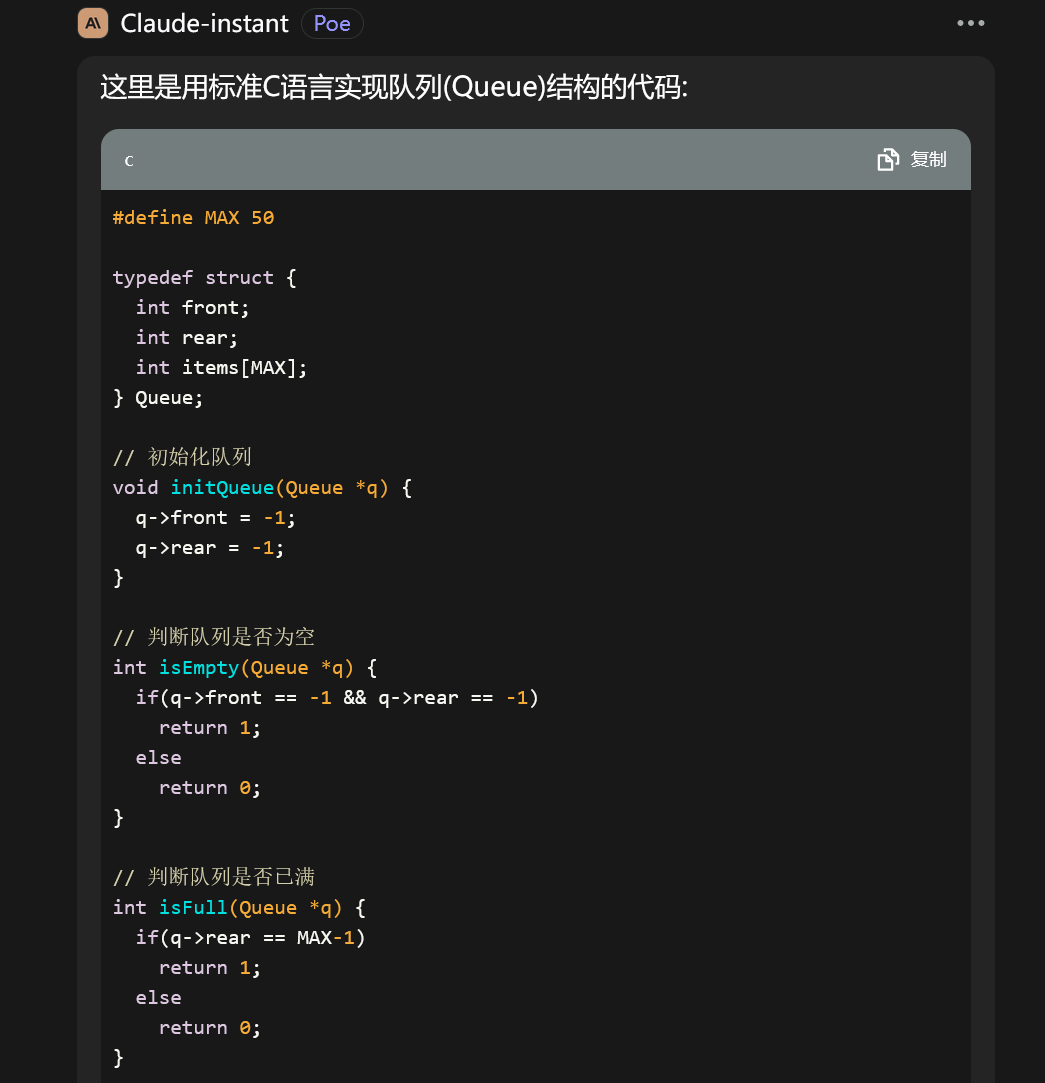 Claude-instant Poe
这里是用标准C语言实现队列(Queue)结构的代码:
c 复制
#define MAX 50
typedef struct {
int front;
int rear;
int items[MAX];
} Queue;
// 初始化队列
void initQueue(Queue *q) {
q->front = -1;
q->rear = -1;
}
// 判断队列是否为空
int isEmpty(Queue *q) {
if(q->front == -1 && q->rear == -1)
return 1;
else
return 0;
}
// 判断队列是否已满
int isFull(Queue *q) {
if(q->rear == MAX-1)
return 1;
else
return 0;
}